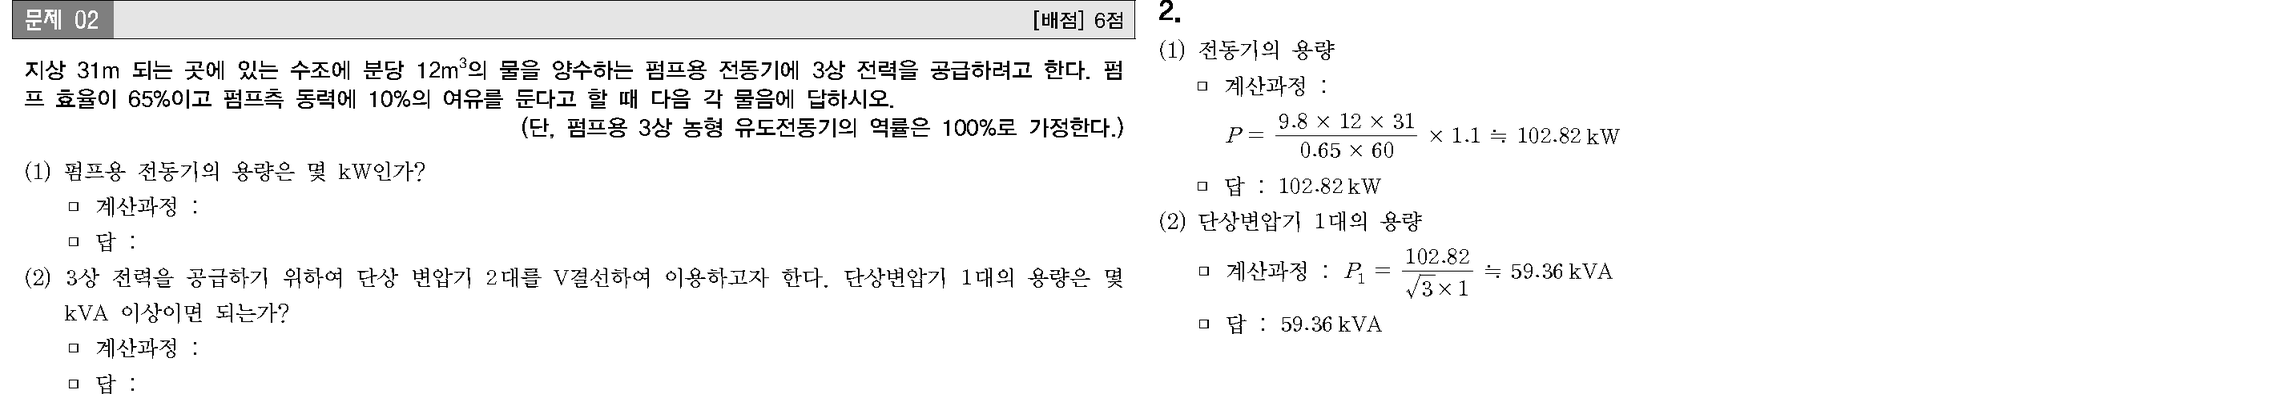 문제 02
[배점] 6점
지상 31m 되는 곳에 있는 수조에 분당 12m³의 물을 양수하는 펌프용 전동기에 3상 전력을 공급하려고 한다. 펌
프 효율이 65%이고 펌프측 동력에 10%의 여유를 둔다고 할 때 다음 각 물음에 답하시오.
(단, 펌프용 3상 농형 유도전동기의 역률은 100%로 가정한다.)
(1) 펌프용 전동기의 용량은 몇 kW인가?
▫ 계산과정 :
▫ 답 :
(2) 3상 전력을 공급하기 위하여 단상 변압기 2대를 V결선하여 이용하고자 한다. 단상변압기 1대의 용량은 몇
kVA 이상이면 되는가?
▫ 계산과정 :
▫ 답 :
2.
(1) 전동기의 용량
▫ 계산과정 :
P = (9.8 × 12 × 31) / (0.65 × 60) × 1.1 ≒ 102.82 kW
▫ 답 : 102.82 kW
(2) 단상변압기 1대의 용량
▫ 계산과정 : P₁ = 102.82 / (√3 × 1) ≒ 59.36 kVA
▫ 답 : 59.36 kVA